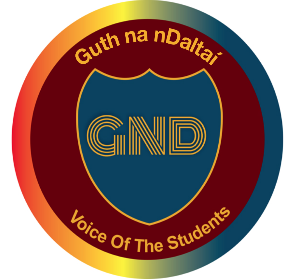 Guth na nDaltaí
GND
Voice Of The Students